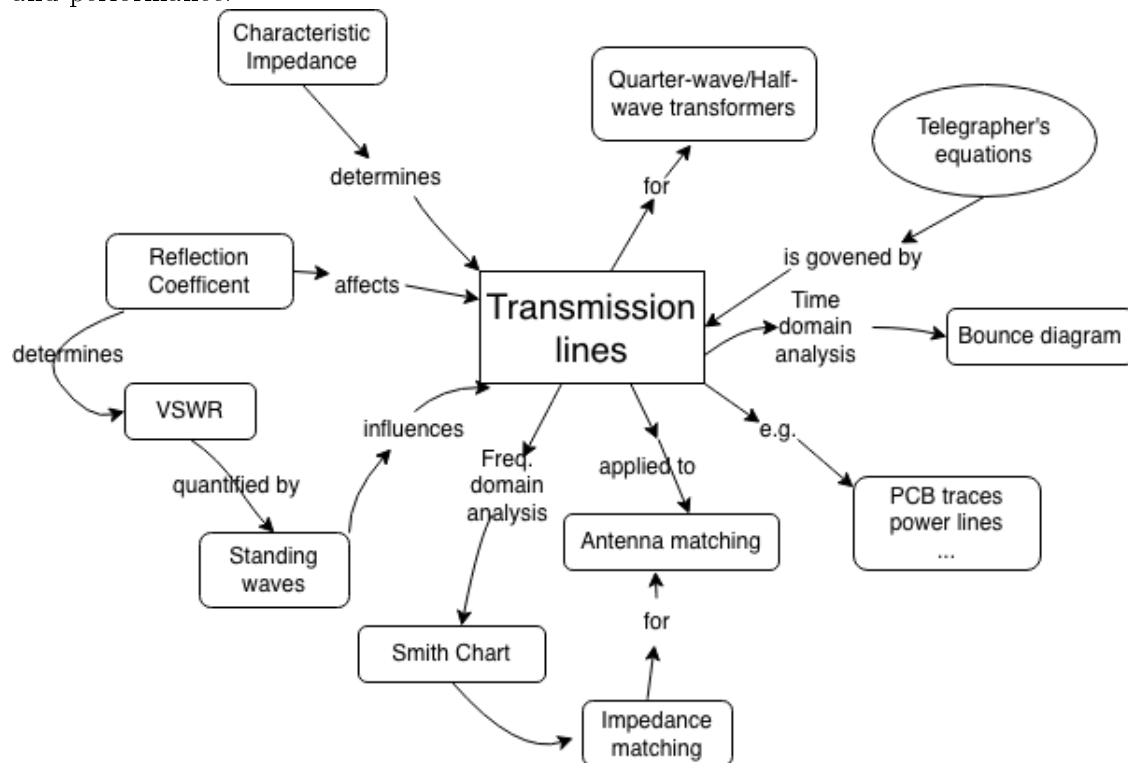 and performance.
Characteristic
Impedance
Quarter-wave/Half-
wave transformers
Telegrapher's
equations
determines
for
is govened by
Reflection
Coefficent
affects
Transmission
lines
Time
domain
analysis
Bounce diagram
determines
VSWR
influences
e.g.
quantified by
Freq.
domain
analysis
applied to
PCB traces
power lines
...
Standing
waves
Antenna matching
for
Smith Chart
Impedance
matching